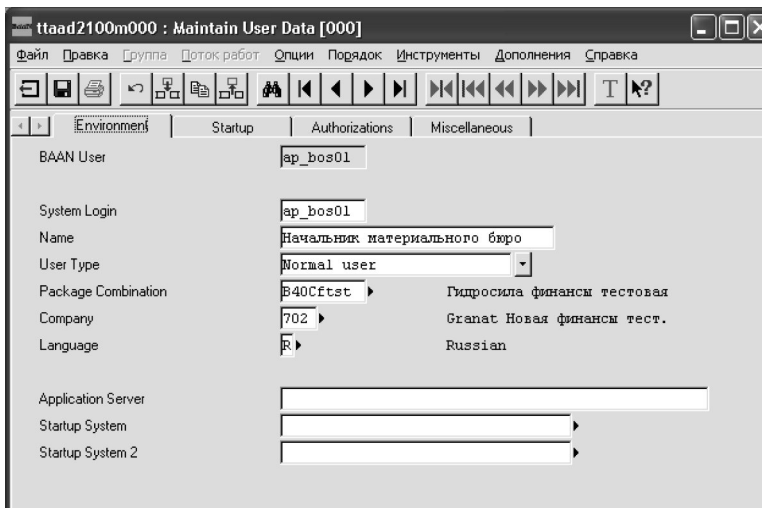 ttaad2100m000 : Maintain User Data [000]
Файл Правка Группа Поток работ Опции Порядок Инструменты Дополнения Справка
Environment Startup Authorizations Miscellaneous
BAAN User ap_bos01
System Login ap_bos01
Name Начальник материального бюро
User Type Normal user
Package Combination B40Cftst Гидросила финансы тестовая
Company 702 Granat Новая финансы тест.
Language R Russian
Application Server
Startup System
Startup System 2